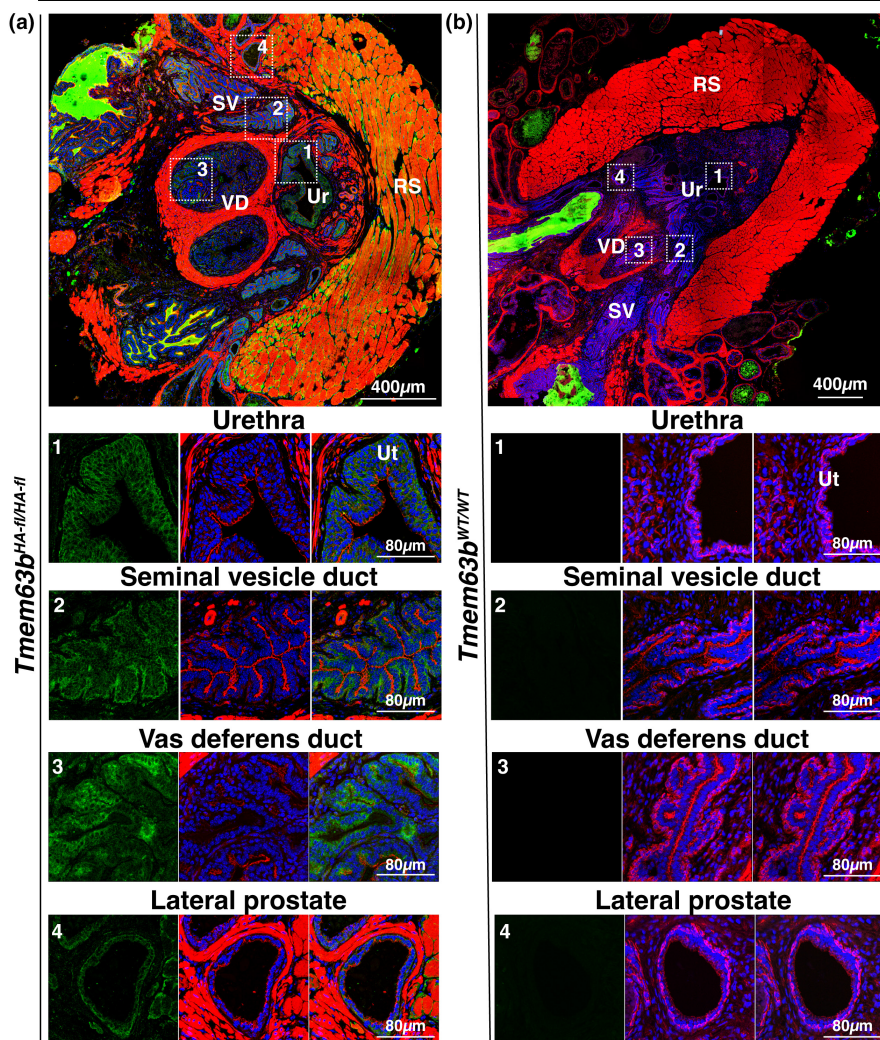 (a)
4
SV
2
1
3
VD
Ur
RS
400µm
(b)
RS
4
Ur
1
VD
3
2
SV
400µm
Tmem63b^HA-fl/HA-fl
Urethra
1
Ut
80µm
Seminal vesicle duct
2
80µm
Vas deferens duct
3
80µm
Lateral prostate
4
80µm
Tmem63b^WT/WT
Urethra
1
Ut
80µm
Seminal vesicle duct
2
80µm
Vas deferens duct
3
80µm
Lateral prostate
4
80µm